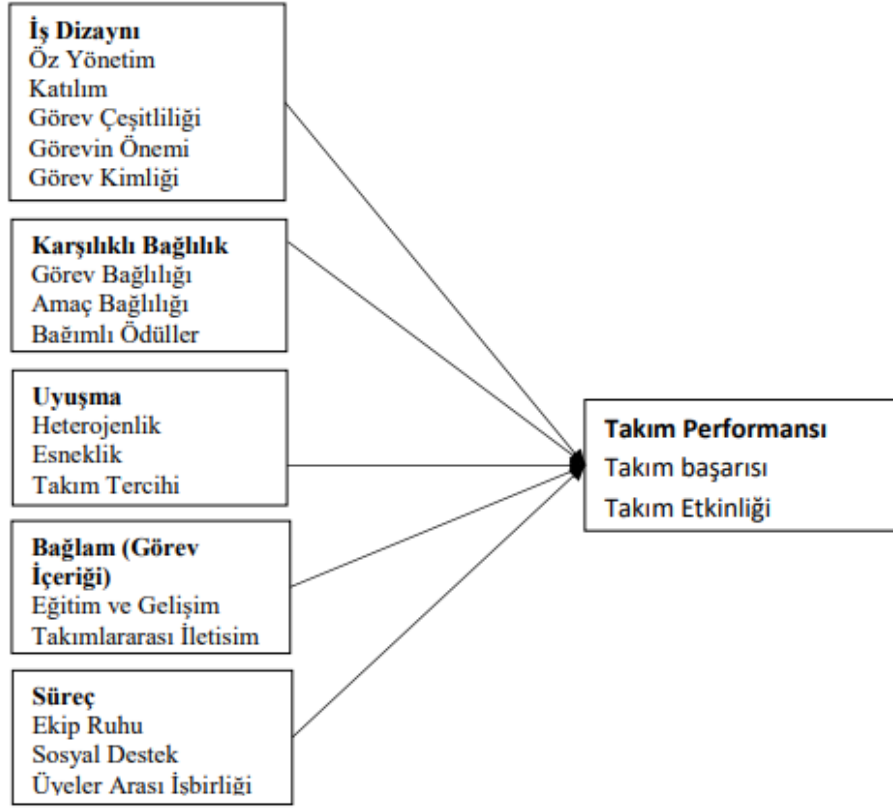 İş Dizaynı
Öz Yönetim
Katılım
Görev Çeşitliliği
Görevin Önemi
Görev Kimliği
Karşılıklı Bağlılık
Görev Bağlılığı
Amaç Bağlılığı
Bağımlı Ödüller
Uyuşma
Heterojenlik
Esneklik
Takım Tercihi
Bağlam (Görev
İçeriği)
Eğitim ve Gelişim
Takımlararası İletisim
Süreç
Ekip Ruhu
Sosyal Destek
Üyeler Arası İşbirliği
Takım Performansı
Takım başarısı
Takım Etkinliği